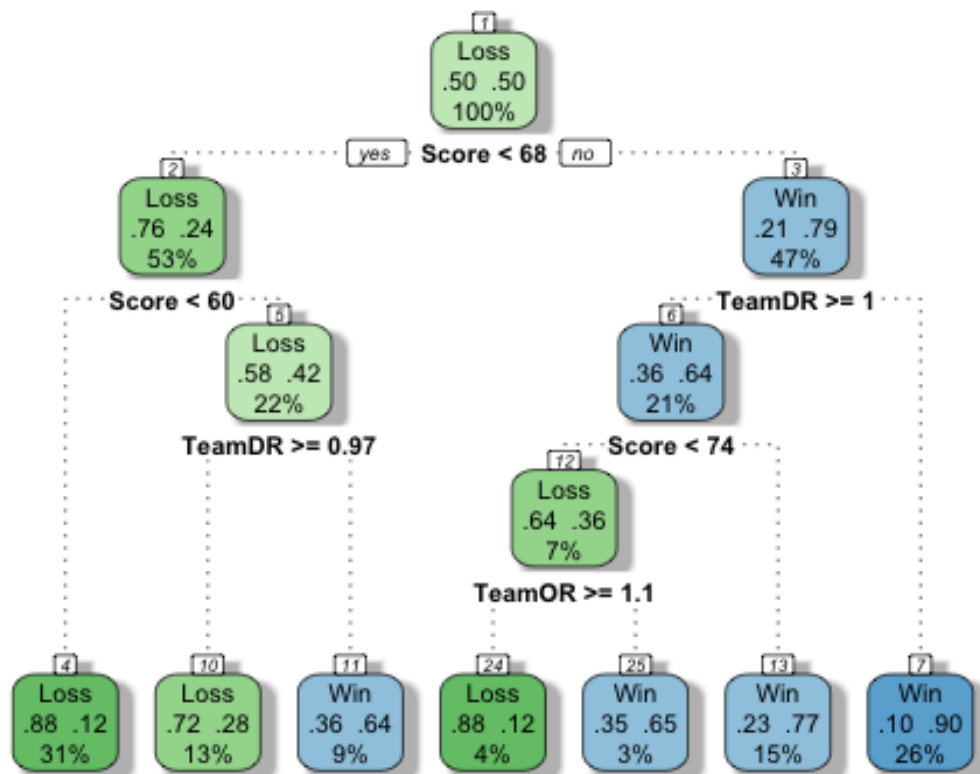 1
Loss
.50 .50
100%
yes Score < 68 no
2
Loss
.76 .24
53%
3
Win
.21 .79
47%
Score < 60
TeamDR >= 1
5
Loss
.58 .42
22%
6
Win
.36 .64
21%
TeamDR >= 0.97
Score < 74
12
Loss
.64 .36
7%
TeamOR >= 1.1
4
Loss
.88 .12
31%
10
Loss
.72 .28
13%
11
Win
.36 .64
9%
24
Loss
.88 .12
4%
25
Win
.35 .65
3%
13
Win
.23 .77
15%
7
Win
.10 .90
26%